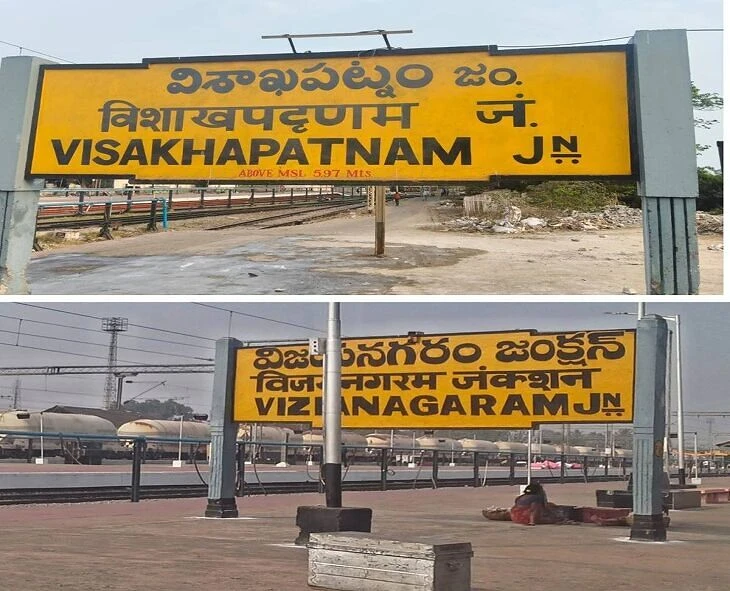 విశాఖపట్నం జం.
विशाखपट्टणम जं.
VISAKHAPATNAM JN
ABOVE MSL 5.97 Mts
విజయనగరం జంక్షన్
विजयनगरम जंक्शन
VIZIANAGARAM JN